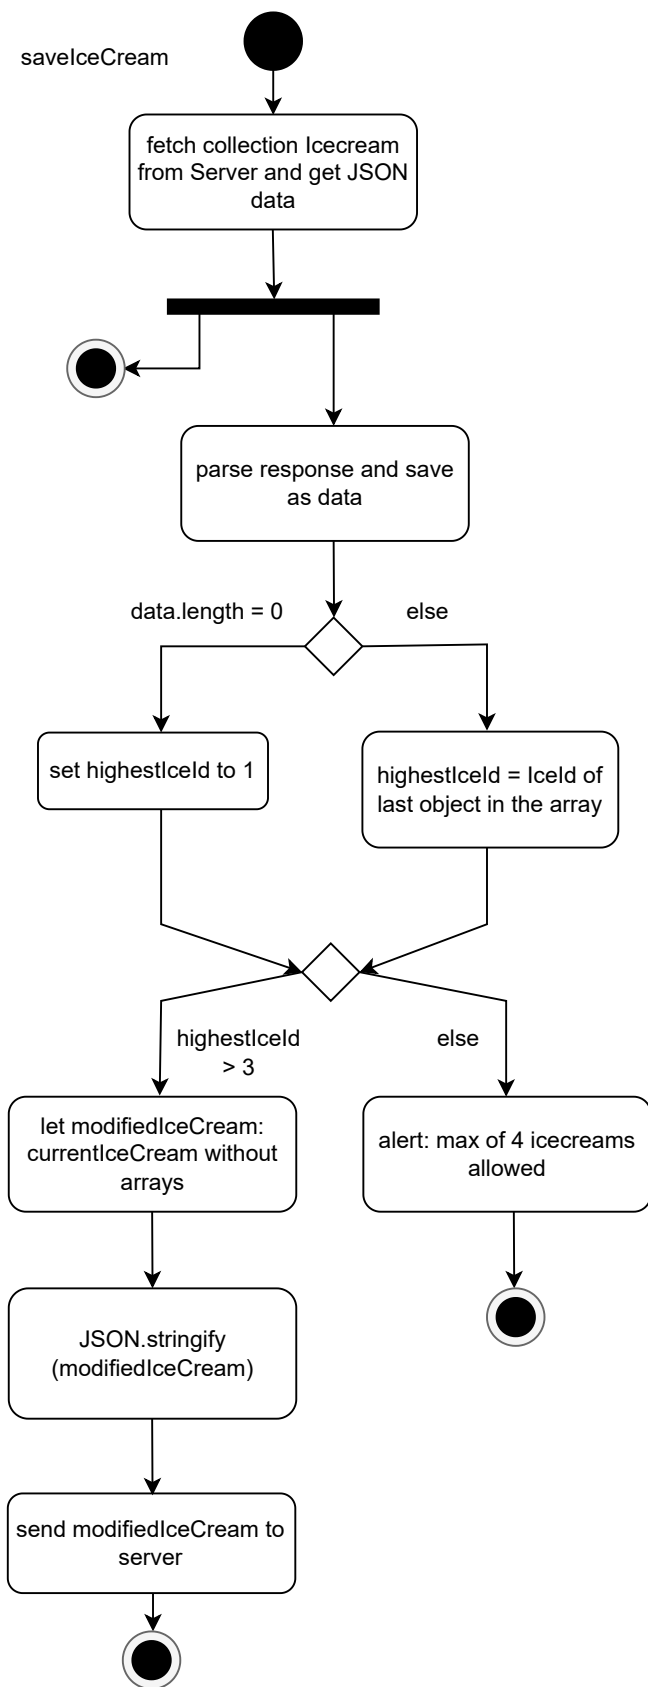 saveIceCream
fetch collection Icecream
from Server and get JSON
data
parse response and save
as data
data.length = 0
else
set highestIceId to 1
highestIceId = IceId of
last object in the array
highestIceId
> 3
else
let modifiedIceCream:
currentIceCream without
arrays
alert: max of 4 icecreams
allowed
JSON.stringify
(modifiedIceCream)
send modifiedIceCream to
server